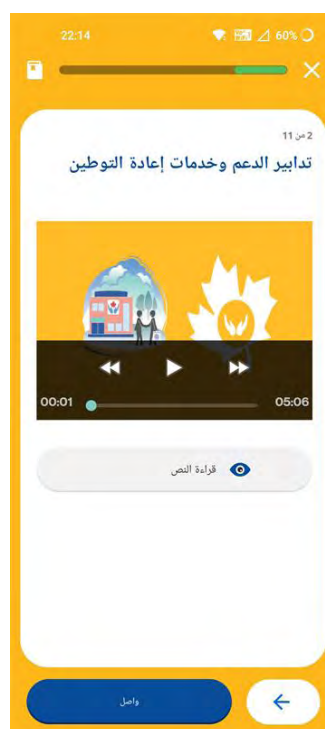 22:14
60%
2 من 11
تدابير الدعم وخدمات إعادة التوطين
00:01
05:06
قراءة النص
واصل